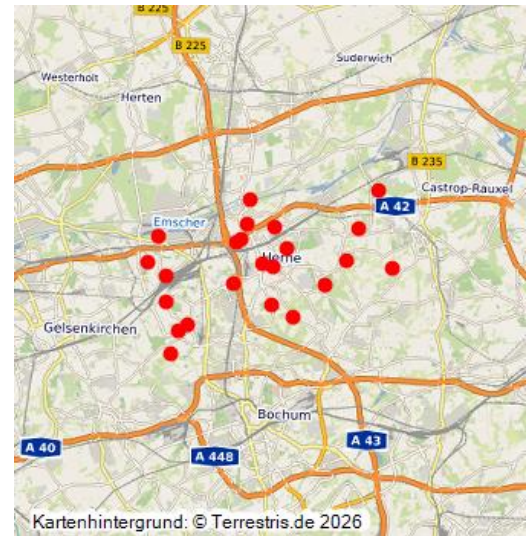 B 225
B 225
Suderwich
Westerholt
Herten
B 235
Castrop-Rauxel
A 42
Emscher
Herne
Gelsenkirchen
Bochum
A 40
A 43
A 448
Kartenhintergrund: © Terrestris.de 2026